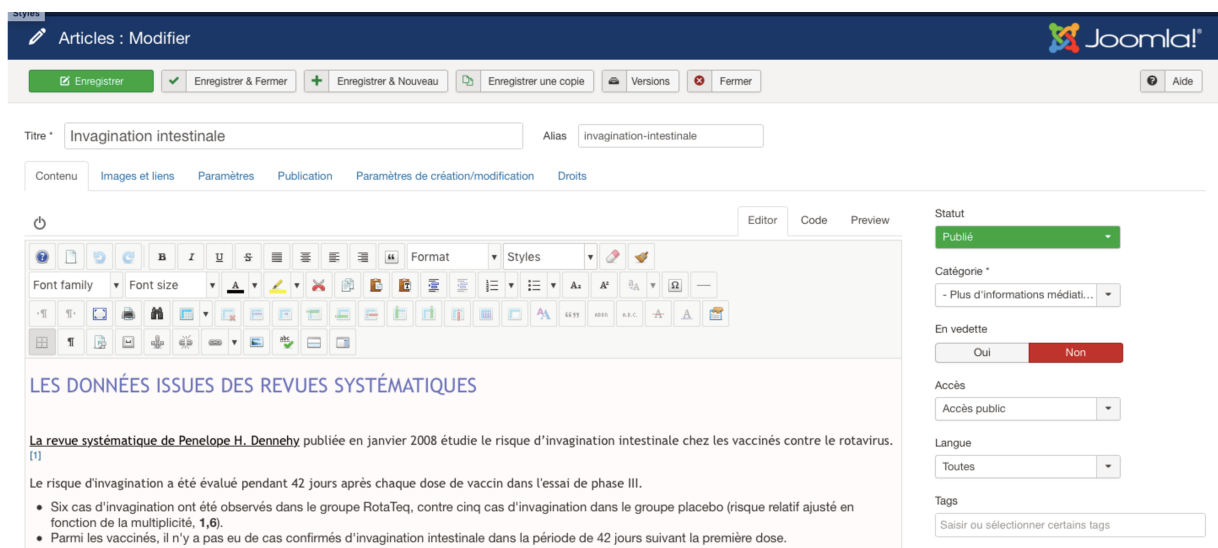 Styles
Articles : Modifier
Joomla!®
Enregistrer
Enregistrer & Fermer
Enregistrer & Nouveau
Enregistrer une copie
Versions
Fermer
Aide
Titre *
Invagination intestinale
Alias
invagination-intestinale
Contenu
Images et liens
Paramètres
Publication
Paramètres de création/modification
Droits
Editor
Code
Preview
Format
Styles
Font family
Font size
LES DONNÉES ISSUES DES REVUES SYSTÉMATIQUES
La revue systématique de Penelope H. Dennehy publiée en janvier 2008 étudie le risque d’invagination intestinale chez les vaccinés contre le rotavirus.
[1]
Le risque d'invagination a été évalué pendant 42 jours après chaque dose de vaccin dans l'essai de phase III.
• Six cas d'invagination ont été observés dans le groupe RotaTeq, contre cinq cas d'invagination dans le groupe placebo (risque relatif ajusté en
fonction de la multiplicité, 1,6).
• Parmi les vaccinés, il n'y a pas eu de cas confirmés d'invagination intestinale dans la période de 42 jours suivant la première dose.
Statut
Publié
Catégorie *
- Plus d'informations médiati...
En vedette
Oui
Non
Accès
Accès public
Langue
Toutes
Tags
Saisir ou sélectionner certains tags